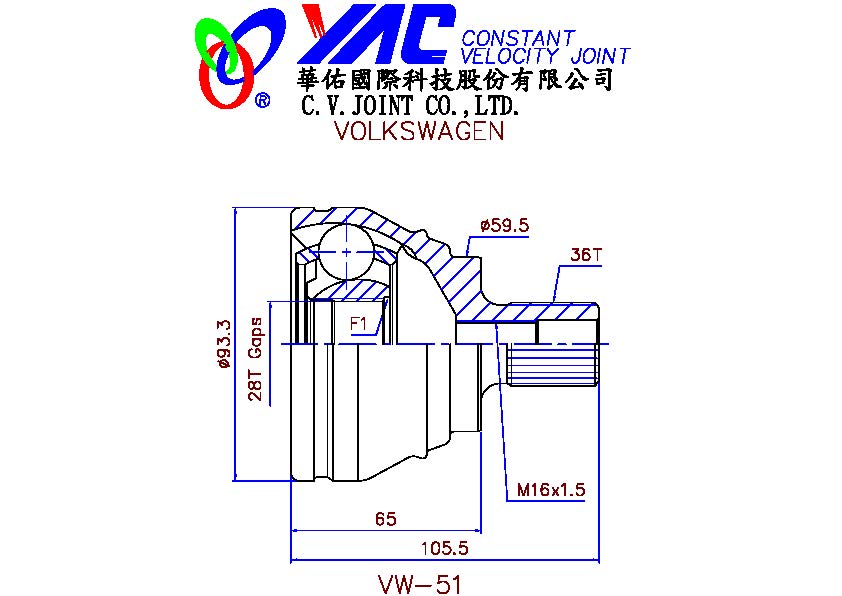 YAC CONSTANT
VELOCITY JOINT
®
華佑國際科技股份有限公司
C.V.JOINT CO.,LTD.
VOLKSWAGEN
ø59.5
36T
F1
ø93.3
28T Gaps
M16x1.5
65
105.5
VW-51